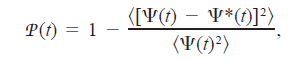 𝒫(t) = 1 − ⟨[Ψ(t) − Ψ*(t)]²⟩ / ⟨Ψ(t)²⟩,